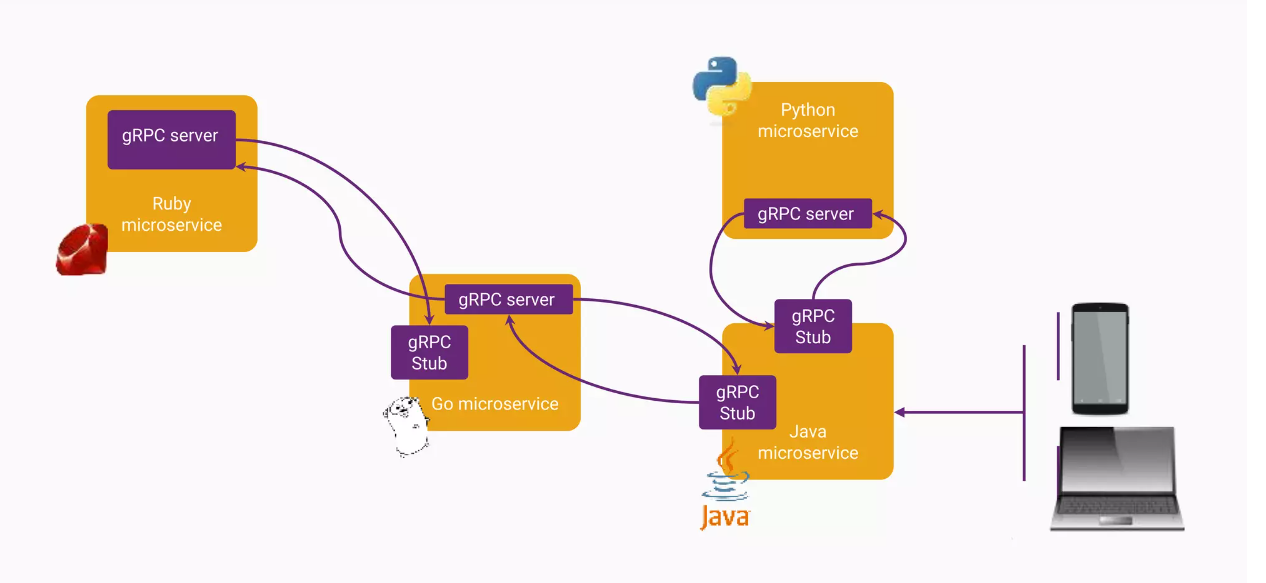 gRPC server
Ruby
microservice
gRPC server
gRPC
Stub
Go microservice
Python
microservice
gRPC server
gRPC
Stub
gRPC
Stub
Java
microservice
Java